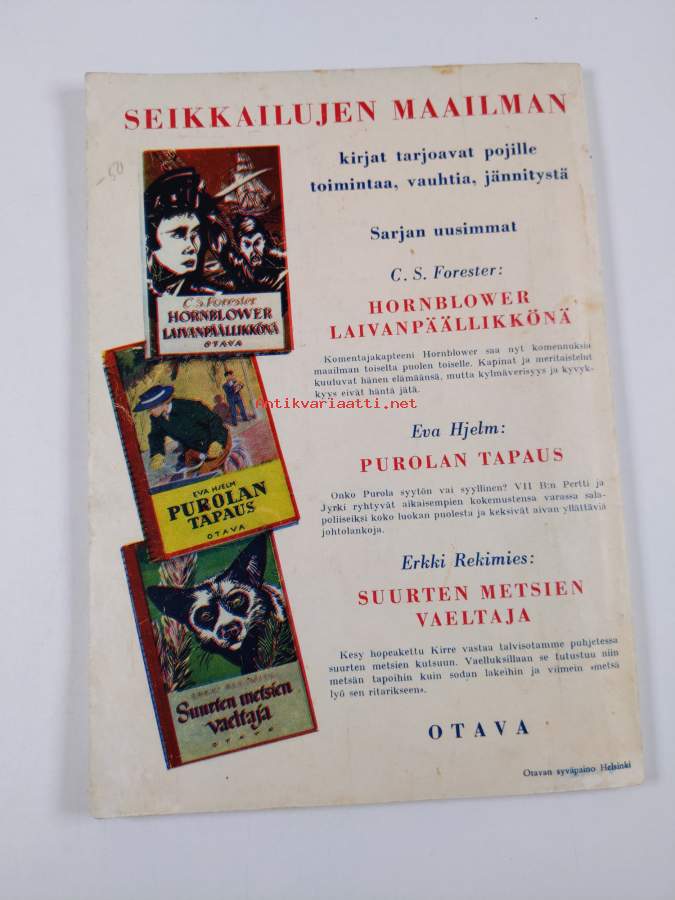 SEIKKAILUJEN MAAILMAN
kirjat tarjoavat pojille
toimintaa, vauhtia, jännitystä
Sarjan uusimmat
C. S. Forester:
HORNBLOWER
LAIVANPÄÄLLIKKÖNÄ
Komentajakapteeni Hornblower saa nyt komennuksia
maailman toiselta puolen toiselle. Kapinat ja meritaistelut
kuuluvat hänen elämäänsä, mutta kylmäverisyys ja kyvyk-
kyys eivät häntä jätä.
Eva Hjelm:
PUROLAN TAPAUS
Onko Purola syytön vai syyllinen? VII B:n Pertti ja
Jyrki ryhtyvät aikaisempien kokemustensa varassa sala-
poliiseiksi koko luokan puolesta ja keksivät aivan yllättäviä
johtolankoja.
Erkki Rekimies:
SUURTEN METSIEN
VAELTAJA
Kesy hopeakettu Kirre vastaa talvisotamme puhjetessa
suurten metsien kutsuun. Vaelluksillaan se tutustuu niin
metsän tapoihin kuin sodan lakeihin ja viimein »metsä
lyö sen ritarikseen».
OTAVA
Otavan syväpaino Helsinki
C S Forester
HORNBLOWER
LAIVANPÄÄLLIKKÖNÄ
OTAVA
EVA HJELM
PUROLAN
TAPAUS
OTAVA
Suurten metsien
vaeltaja
OTAVA
-50
Antikvariaatti.net